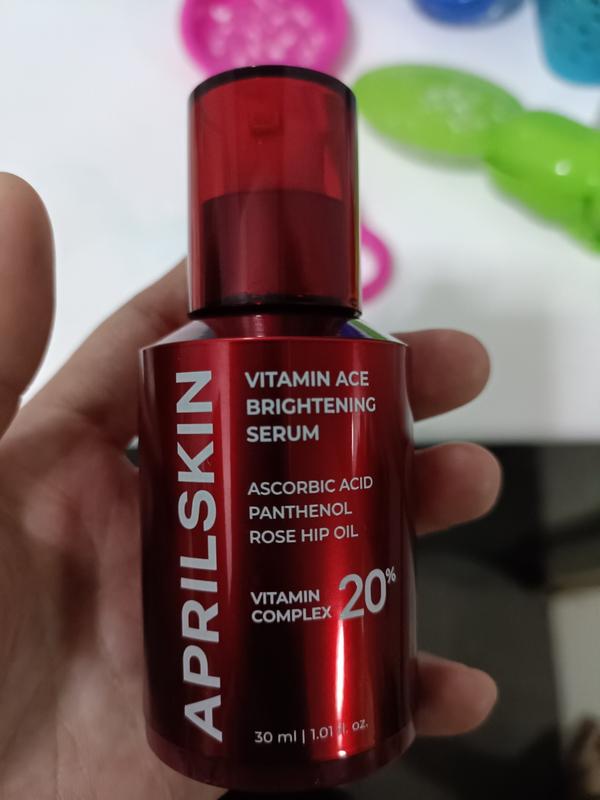 APRILSKIN
VITAMIN ACE
BRIGHTENING
SERUM
ASCORBIC ACID
PANTHENOL
ROSE HIP OIL
VITAMIN
COMPLEX 20%
30 ml | 1.01 fl. oz.